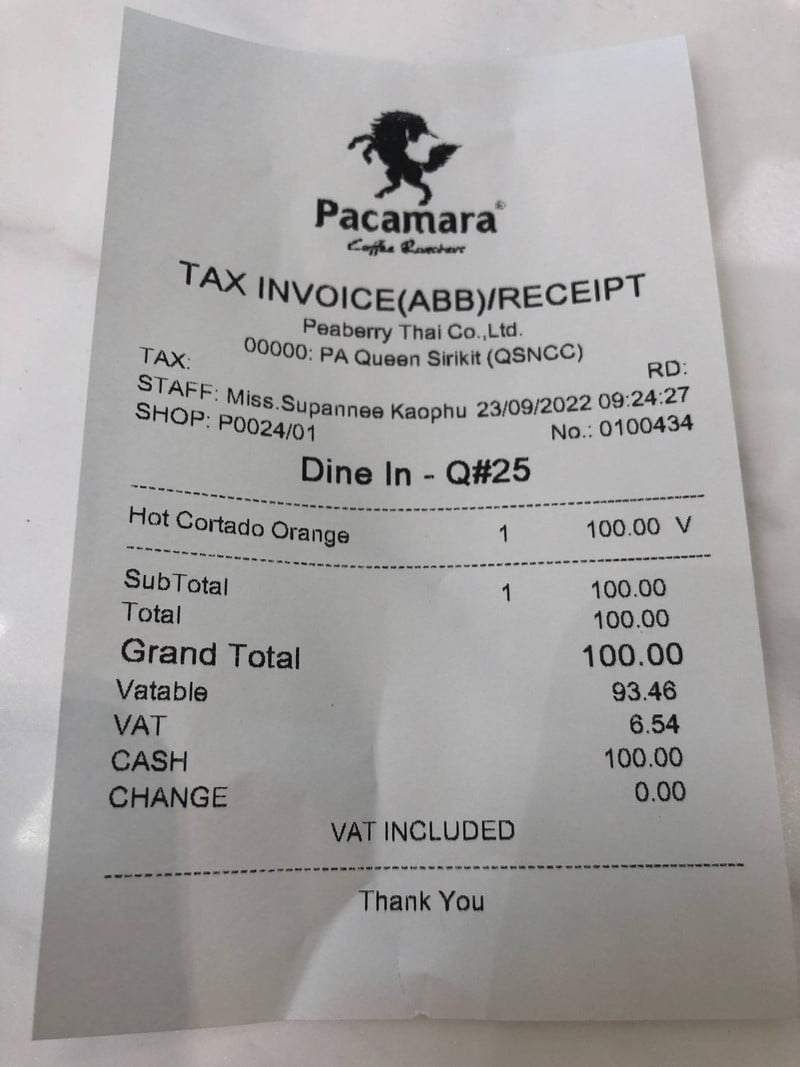 Pacamara®
Coffee Roasters
TAX INVOICE(ABB)/RECEIPT
Peaberry Thai Co.,Ltd.
00000: PA Queen Sirikit (QSNCC)
TAX: RD:
STAFF: Miss.Supannee Kaophu 23/09/2022 09:24:27
SHOP: P0024/01 No.: 0100434
Dine In - Q#25
Hot Cortado Orange 1 100.00 V
SubTotal 1 100.00
Total 100.00
Grand Total 100.00
Vatable 93.46
VAT 6.54
CASH 100.00
CHANGE 0.00
VAT INCLUDED
Thank You